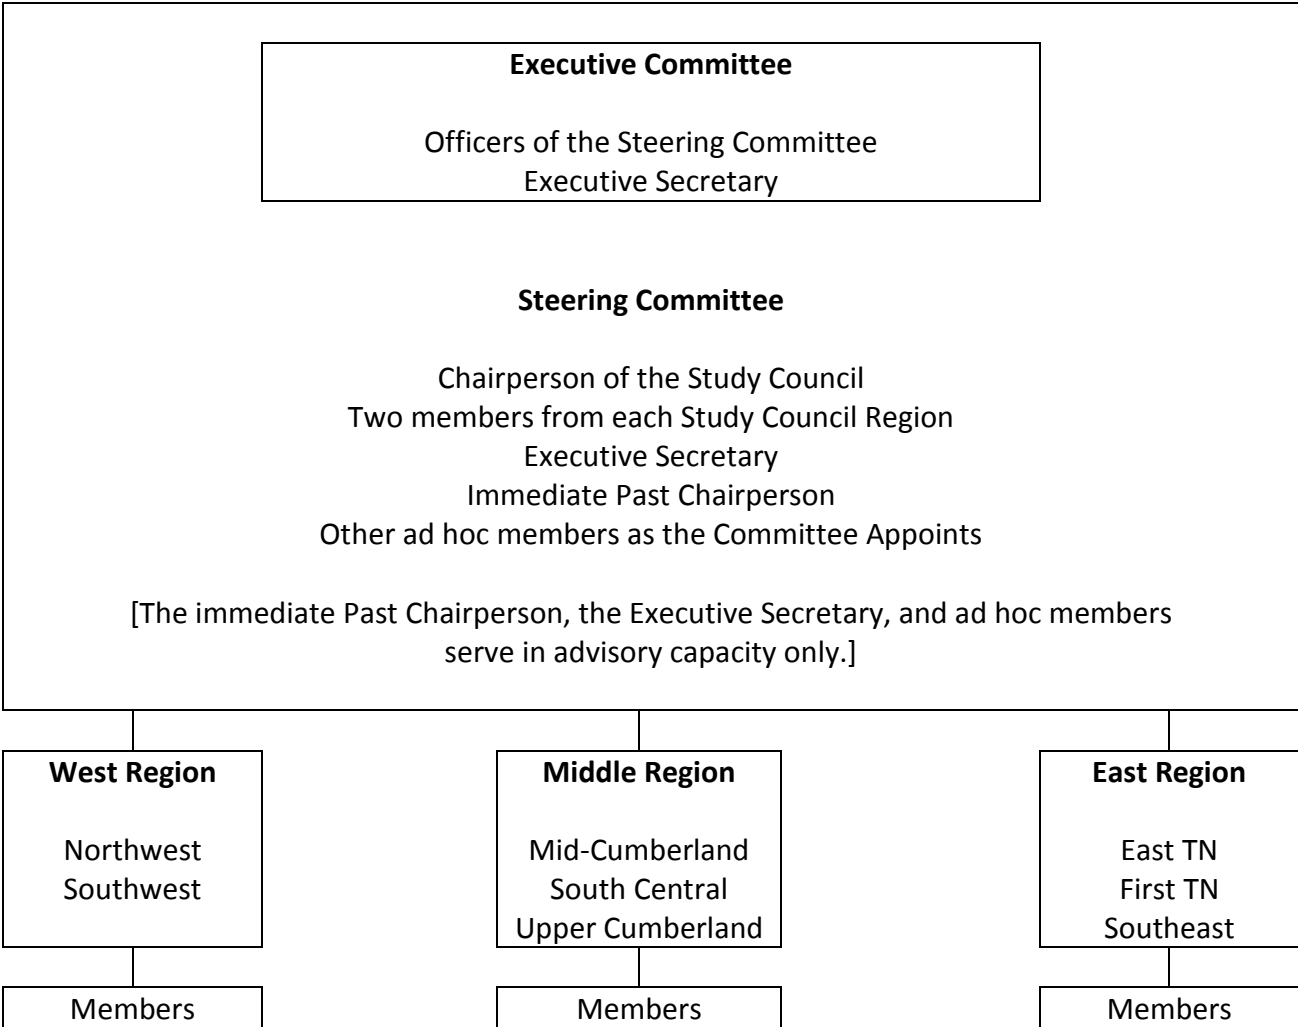 Executive Committee
Officers of the Steering Committee
Executive Secretary
Steering Committee
Chairperson of the Study Council
Two members from each Study Council Region
Executive Secretary
Immediate Past Chairperson
Other ad hoc members as the Committee Appoints
[The immediate Past Chairperson, the Executive Secretary, and ad hoc members
serve in advisory capacity only.]
West Region
Northwest
Southwest
Members
Middle Region
Mid-Cumberland
South Central
Upper Cumberland
Members
East Region
East TN
First TN
Southeast
Members